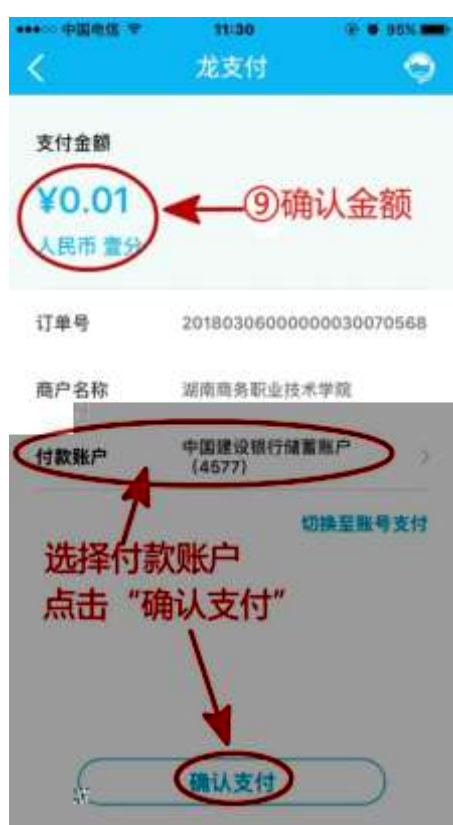 中国电信 11:30 95%
龙支付
支付金额
¥0.01
⑨确认金额
人民币 壹分
订单号 20180306000000030070568
商户名称 湖南商务职业技术学院
付款账户 中国建设银行储蓄账户
(4577)
切换至账号支付
选择付款账户
点击“确认支付”
确认支付